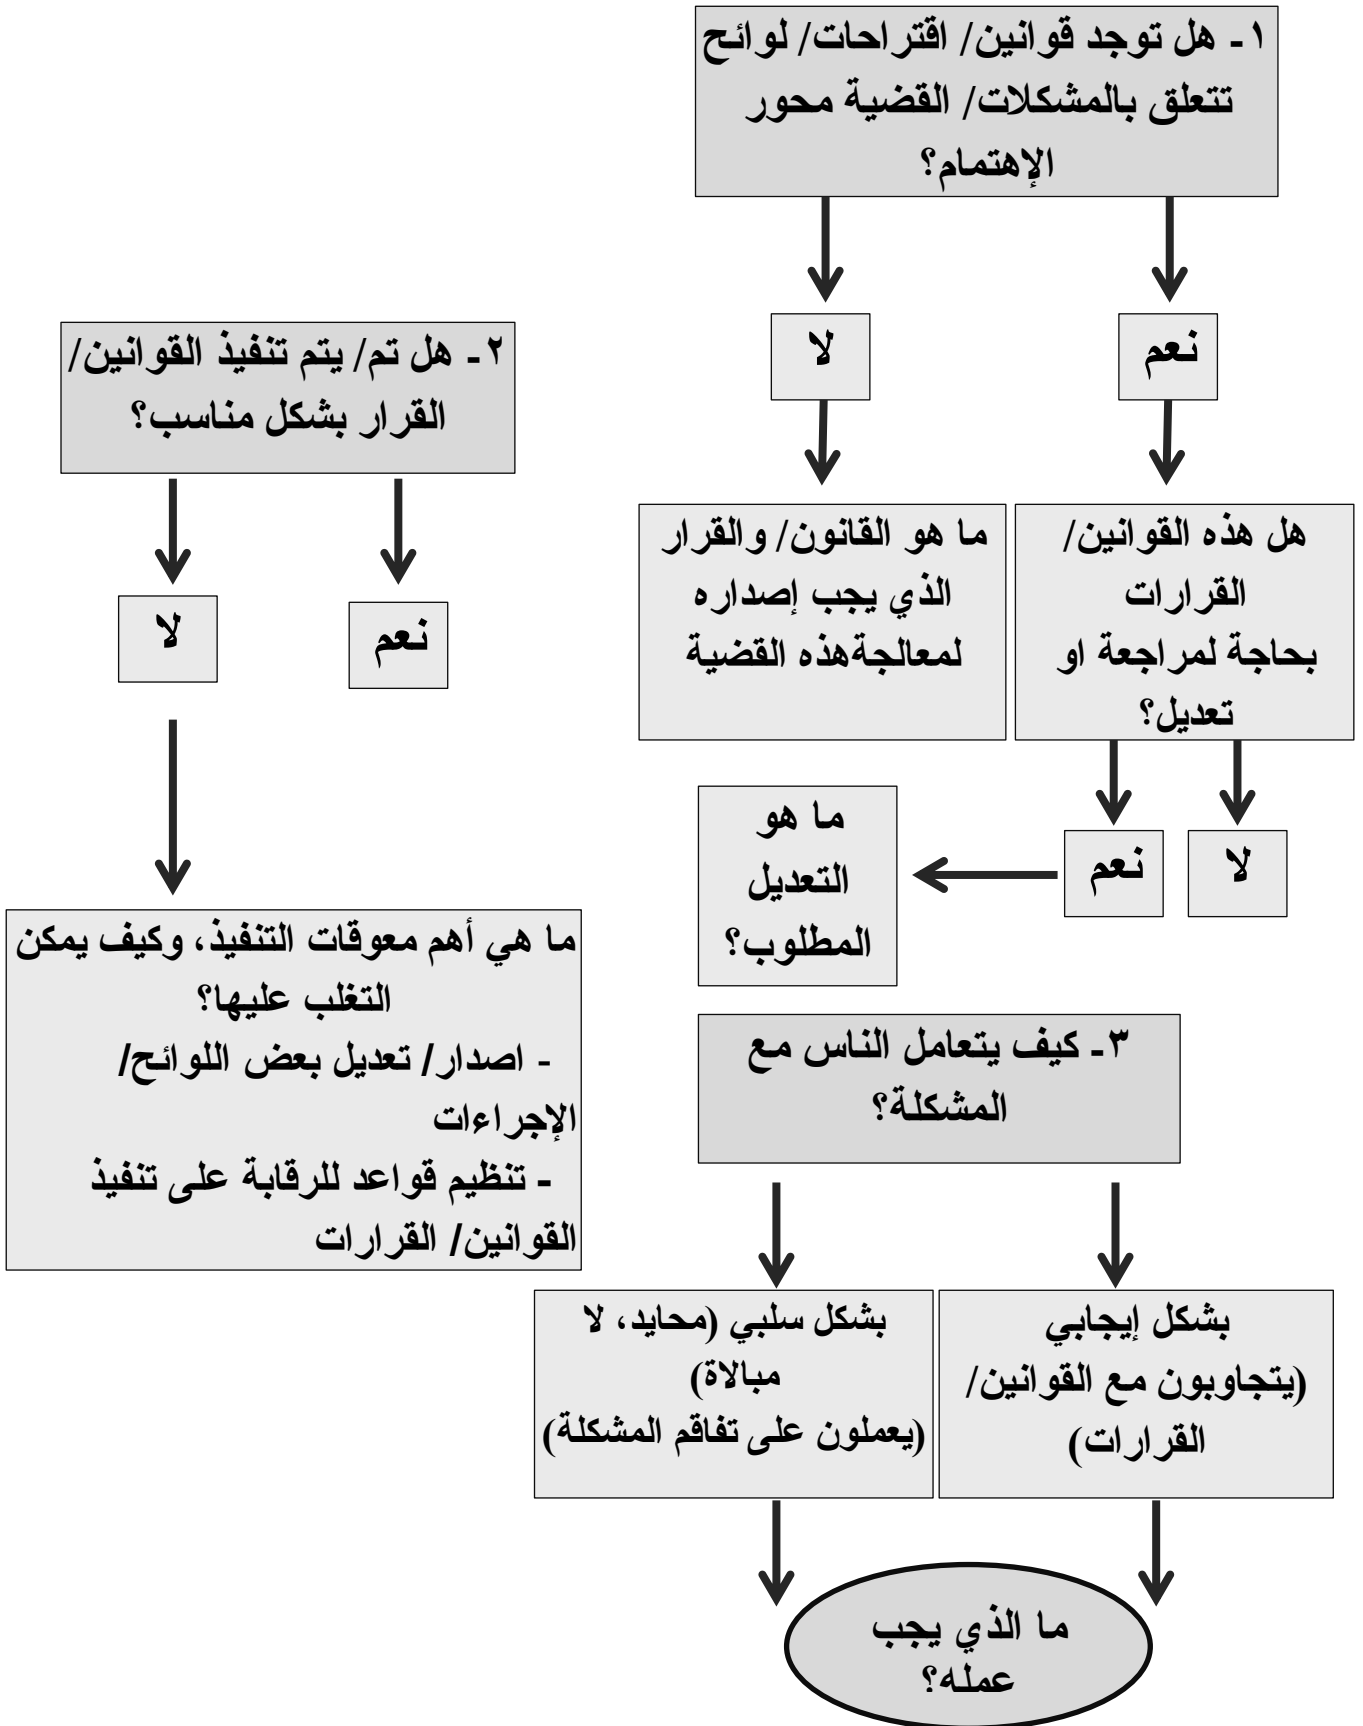 ١- هل توجد قوانين/ اقتراحات/ لوائح
تتعلق بالمشكلات/ القضية محور
الإهتمام؟
نعم
لا
هل هذه القوانين/
القرارات
بحاجة لمراجعة او
تعديل؟
ما هو القانون/ والقرار
الذي يجب إصداره
لمعالجةهذه القضية
لا
نعم
ما هو
التعديل
المطلوب؟
٢- هل تم/ يتم تنفيذ القوانين/
القرار بشكل مناسب؟
نعم
لا
ما هي أهم معوقات التنفيذ، وكيف يمكن
التغلب عليها؟
- اصدار/ تعديل بعض اللوائح/
الإجراءات
- تنظيم قواعد للرقابة على تنفيذ
القوانين/ القرارات
٣- كيف يتعامل الناس مع
المشكلة؟
بشكل إيجابي
(يتجاوبون مع القوانين/
القرارات)
بشكل سلبي (محايد، لا
مبالاة)
(يعملون على تفاقم المشكلة)
ما الذي يجب
عمله؟